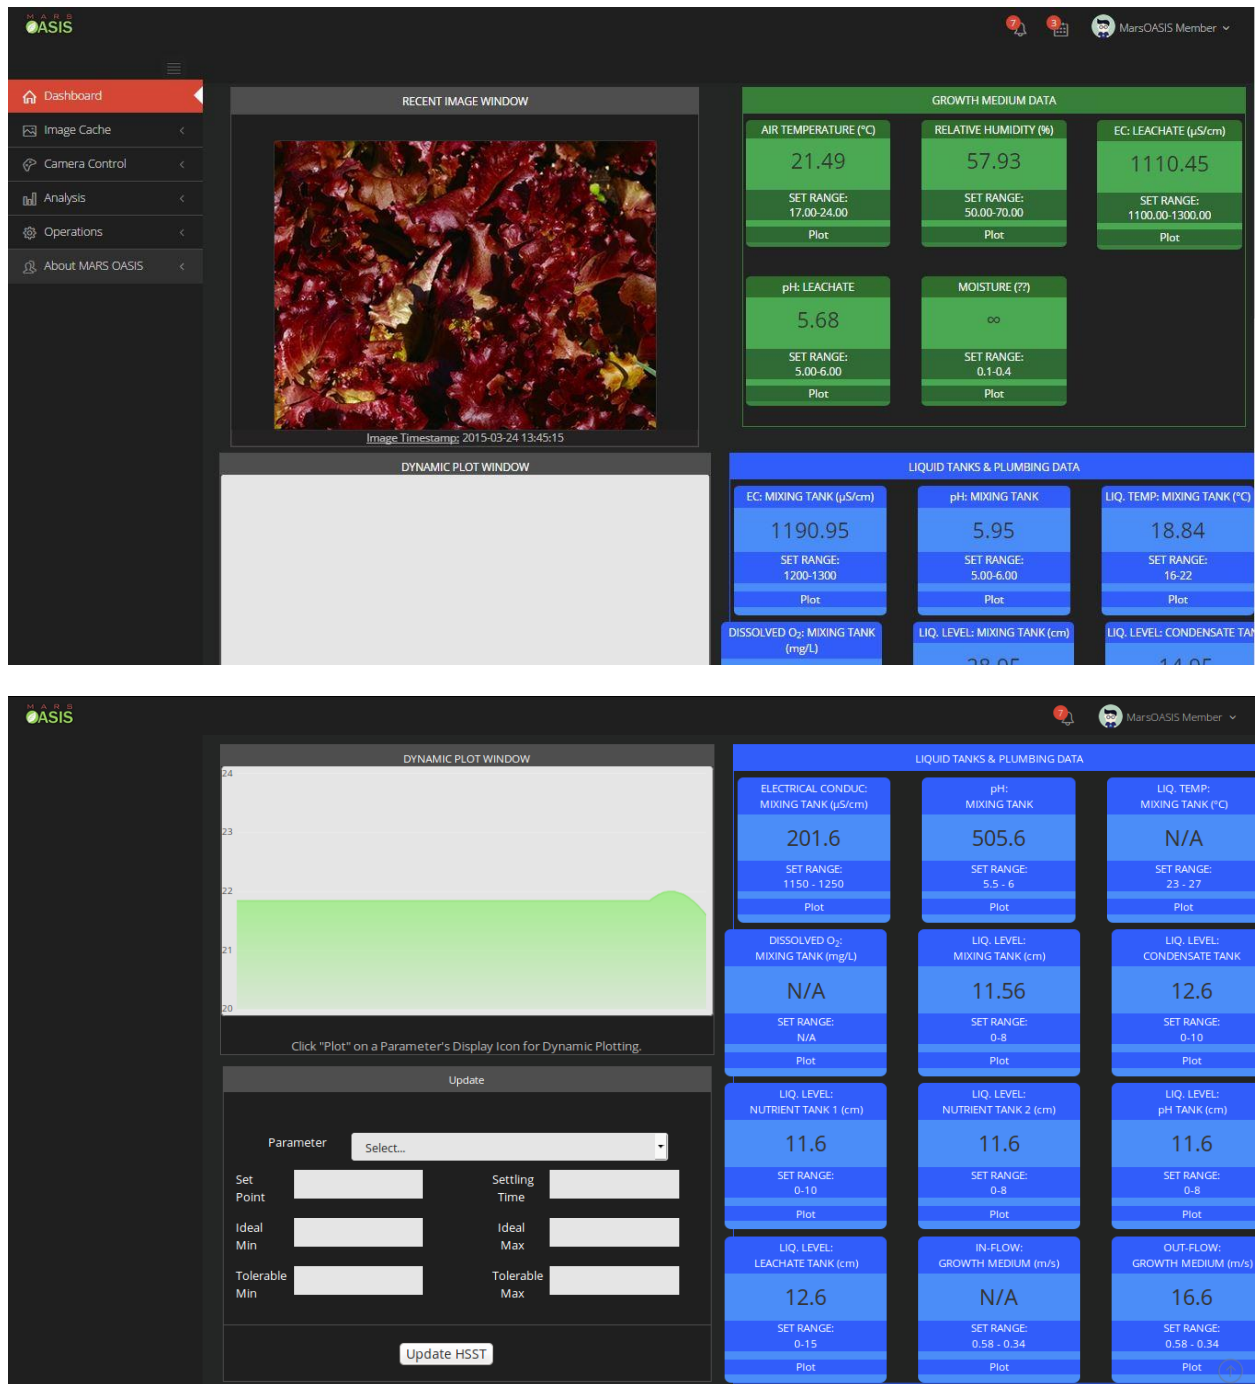 MARS
OASIS
7
3
MarsOASIS Member
Dashboard
Image Cache
Camera Control
Analysis
Operations
About MARS OASIS
RECENT IMAGE WINDOW
Image Timestamp: 2015-03-24 13:45:15
GROWTH MEDIUM DATA
AIR TEMPERATURE (°C)
21.49
SET RANGE:
17.00-24.00
Plot
RELATIVE HUMIDITY (%)
57.93
SET RANGE:
50.00-70.00
Plot
EC: LEACHATE (µS/cm)
1110.45
SET RANGE:
1100.00-1300.00
Plot
pH: LEACHATE
5.68
SET RANGE:
5.00-6.00
Plot
MOISTURE (??)
∞
SET RANGE:
0.1-0.4
Plot
DYNAMIC PLOT WINDOW
LIQUID TANKS & PLUMBING DATA
EC: MIXING TANK (µS/cm)
1190.95
SET RANGE:
1200-1300
Plot
pH: MIXING TANK
5.95
SET RANGE:
5.00-6.00
Plot
LIQ. TEMP: MIXING TANK (°C)
18.84
SET RANGE:
16-22
Plot
DISSOLVED O₂: MIXING TANK
(mg/L)
LIQ. LEVEL: MIXING TANK (cm)
LIQ. LEVEL: CONDENSATE TAN
MARS
OASIS
7
MarsOASIS Member
DYNAMIC PLOT WINDOW
24
23
22
21
20
Click "Plot" on a Parameter's Display Icon for Dynamic Plotting.
Update
Parameter
Select...
Set
Point
Settling
Time
Ideal
Min
Ideal
Max
Tolerable
Min
Tolerable
Max
Update HSST
LIQUID TANKS & PLUMBING DATA
ELECTRICAL CONDUC:
MIXING TANK (µS/cm)
201.6
SET RANGE:
1150 - 1250
Plot
pH:
MIXING TANK
505.6
SET RANGE:
5.5 - 6
Plot
LIQ. TEMP:
MIXING TANK (°C)
N/A
SET RANGE:
23 - 27
Plot
DISSOLVED O₂:
MIXING TANK (mg/L)
N/A
SET RANGE:
N/A
Plot
LIQ. LEVEL:
MIXING TANK (cm)
11.56
SET RANGE:
0-8
Plot
LIQ. LEVEL:
CONDENSATE TANK
12.6
SET RANGE:
0-10
Plot
LIQ. LEVEL:
NUTRIENT TANK 1 (cm)
11.6
SET RANGE:
0-10
Plot
LIQ. LEVEL:
NUTRIENT TANK 2 (cm)
11.6
SET RANGE:
0-8
Plot
LIQ. LEVEL:
pH TANK (cm)
11.6
SET RANGE:
0-8
Plot
LIQ. LEVEL:
LEACHATE TANK (cm)
12.6
SET RANGE:
0-15
Plot
IN-FLOW:
GROWTH MEDIUM (m/s)
N/A
SET RANGE:
0.58 - 0.34
Plot
OUT-FLOW:
GROWTH MEDIUM (m/s)
16.6
SET RANGE:
0.58 - 0.34
Plot